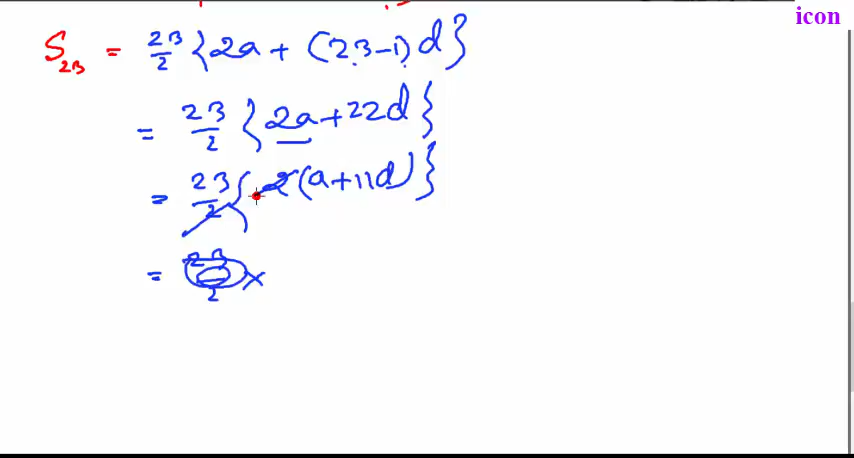 icon
S₂₃ = 23/2 {2a + (23-1)d}
= 23/2 {2a+22d}
= 23/2 {2(a+11d)}
= 23/2 ×